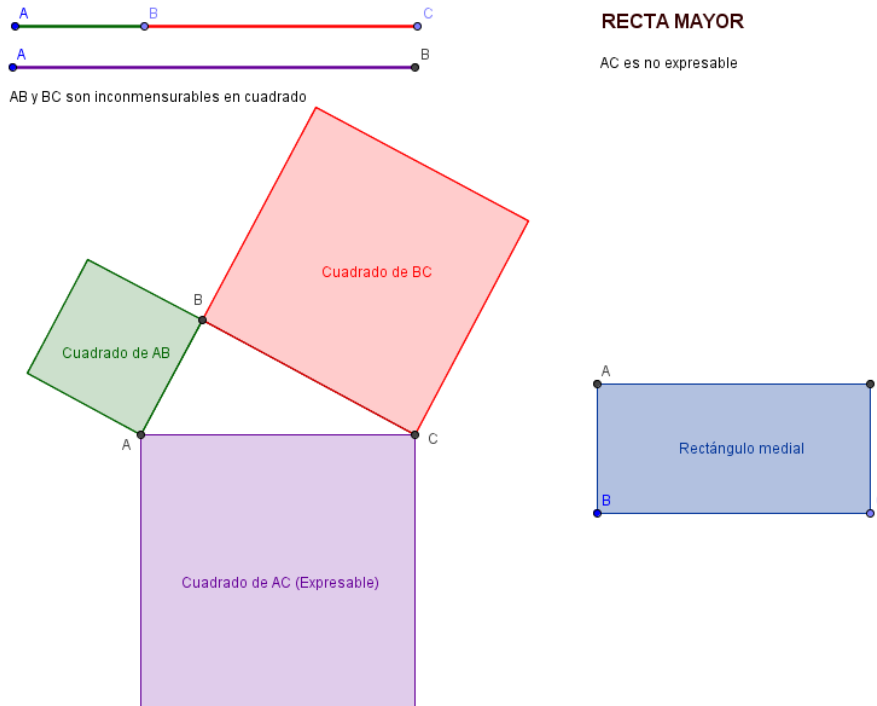 A B C
RECTA MAYOR
A B
AC es no expresable
AB y BC son inconmensurables en cuadrado
Cuadrado de BC
B
Cuadrado de AB
A
A C
Rectángulo medial
B
Cuadrado de AC (Expresable)